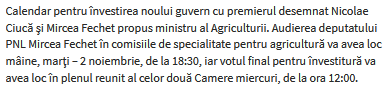 Calendar pentru învestirea noului guvern cu premierul desemnat Nicolae
Ciucă şi Mircea Fechet propus ministru al Agriculturii. Audierea deputatului
PNL Mircea Fechet în comisiile de specialitate pentru agricultură va avea loc
mâine, marţi – 2 noiembrie, de la 18:30, iar votul final pentru învestitură va
avea loc în plenul reunit al celor două Camere miercuri, de la ora 12:00.